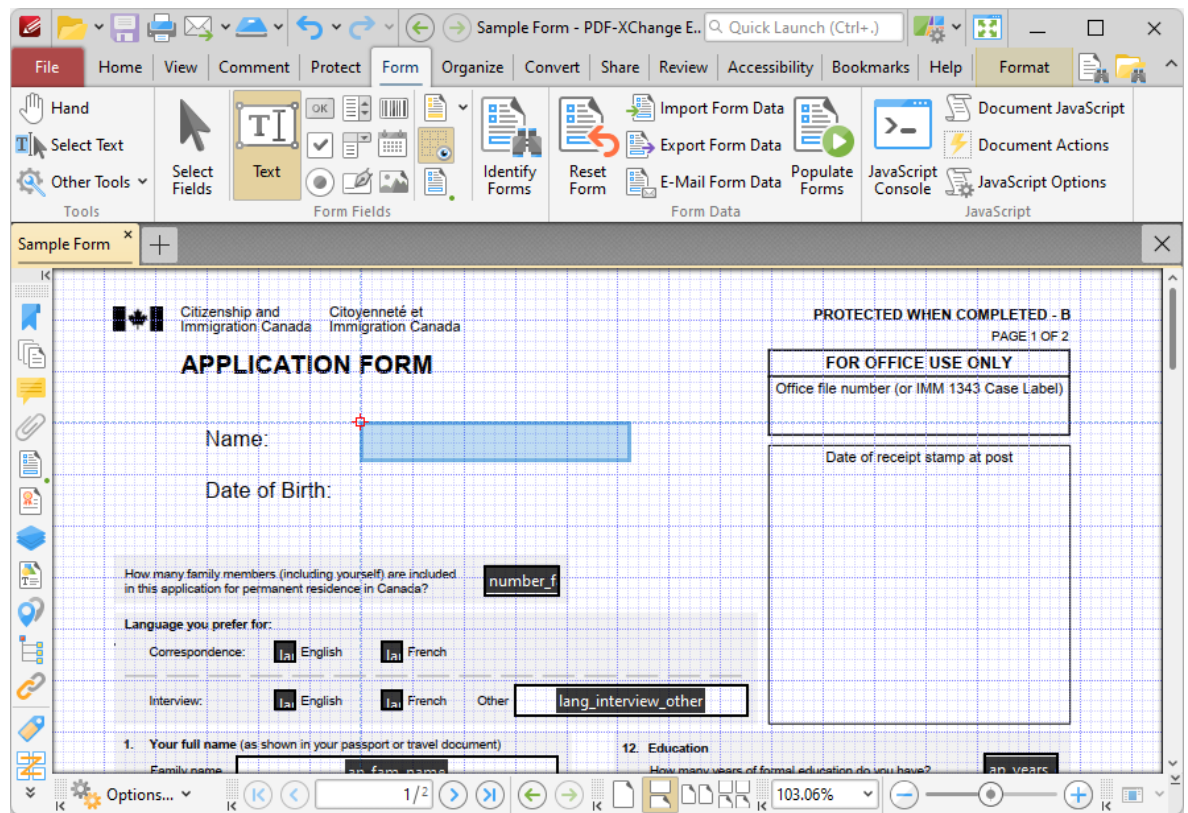 Sample Form - PDF-XChange E..
Quick Launch (Ctrl+.)
File Home View Comment Protect Form Organize Convert Share Review Accessibility Bookmarks Help Format
Hand
Select Text
Other Tools
Tools
Select Fields
Text
OK
Form Fields
Identify Forms
Reset Form
Import Form Data
Export Form Data
E-Mail Form Data
Populate Forms
Form Data
JavaScript Console
Document JavaScript
Document Actions
JavaScript Options
JavaScript
Sample Form
Citizenship and
Immigration Canada
Citoyenneté et
Immigration Canada
PROTECTED WHEN COMPLETED - B
PAGE 1 OF 2
APPLICATION FORM
FOR OFFICE USE ONLY
Office file number (or IMM 1343 Case Label)
Name:
Date of receipt stamp at post
Date of Birth:
How many family members (including yourself) are included
in this application for permanent residence in Canada?
number_f
Language you prefer for:
Correspondence: English French
Interview: English French Other lang_interview_other
1. Your full name (as shown in your passport or travel document)
12. Education
Family name
How many years of formal education do you have?
Options...
1/2
103.06%